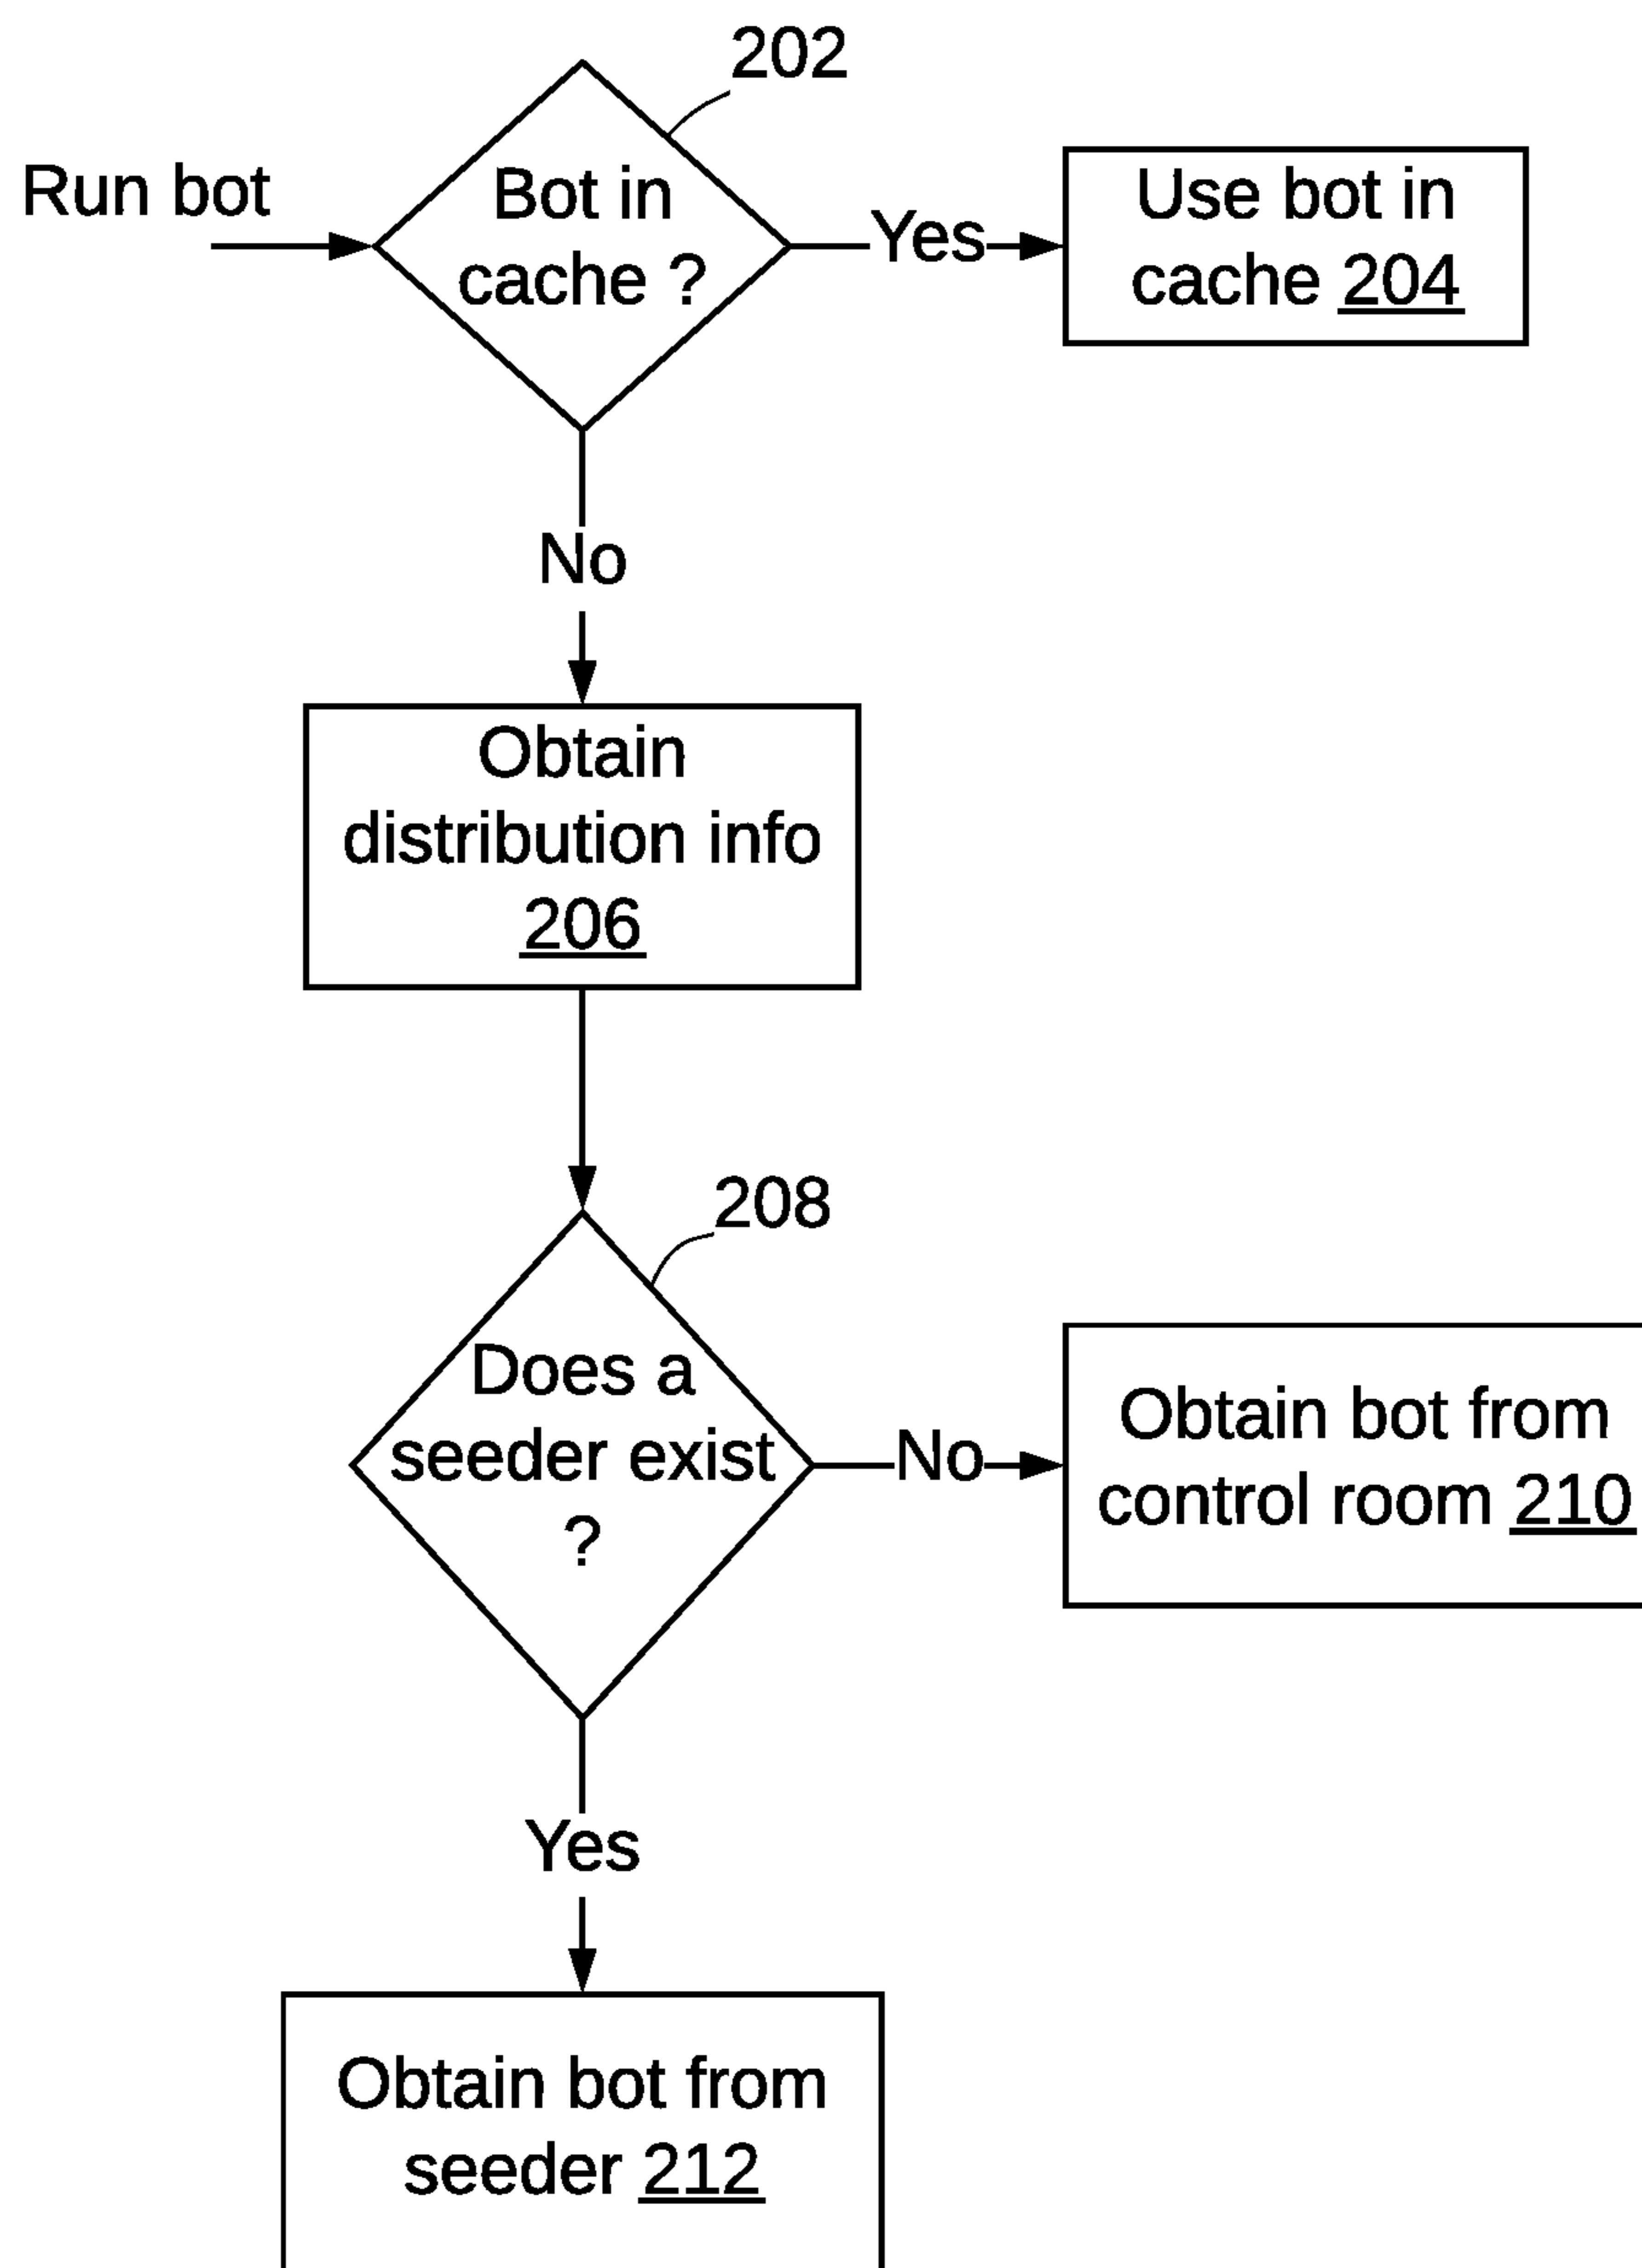 202
Run bot
Bot in
cache ?
Yes
Use bot in
cache 204
No
Obtain
distribution info
206
208
Does a
seeder exist
?
No
Obtain bot from
control room 210
Yes
Obtain bot from
seeder 212